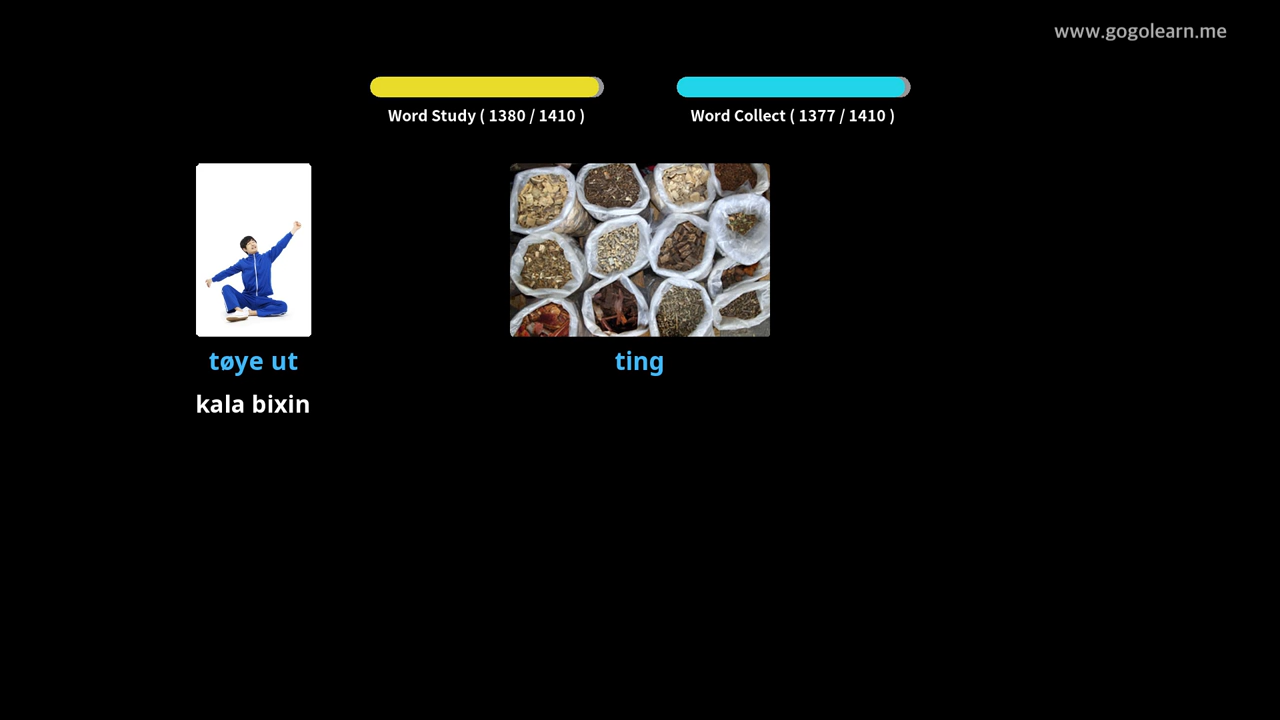 www.gogolearn.me
Word Study ( 1380 / 1410 )
Word Collect ( 1377 / 1410 )
tøye ut
ting
kala bixin